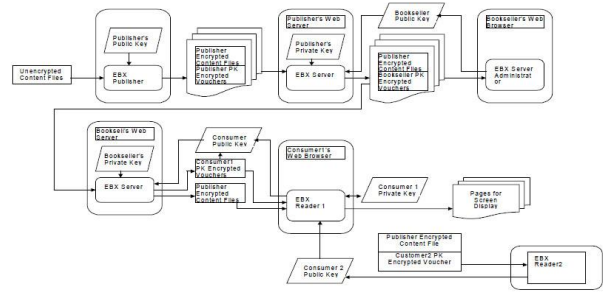 Publisher's
Public Key
Unencrypted
Content Files
EBX
Publisher
Publisher
Encrypted
Content Files
Publisher PK
Encrypted
Vouchers
Publisher's Web
Server
Publisher's
Private Key
EBX Server
Bookseller
Public Key
Publisher
Encrypted
Content Files
Bookseller PK
Encrypted
Vouchers
Bookseller's Web
Browser
EBX Server
Administrat
or
Booksell's Web
Server
Bookseller's
Private Key
EBX Server
Consumer
Public Key
Consumer1
PK Encrypted
Vouchers
Publisher
Encrypted
Content Files
Consumer1's
Web Browser
EBX
Reader 1
Consumer 1
Private Key
Pages for
Screen
Display
Publisher Encrypted
Content File
Customer2 PK
Encrypted Voucher
Consumer 2
Public Key
EBX
Reader2